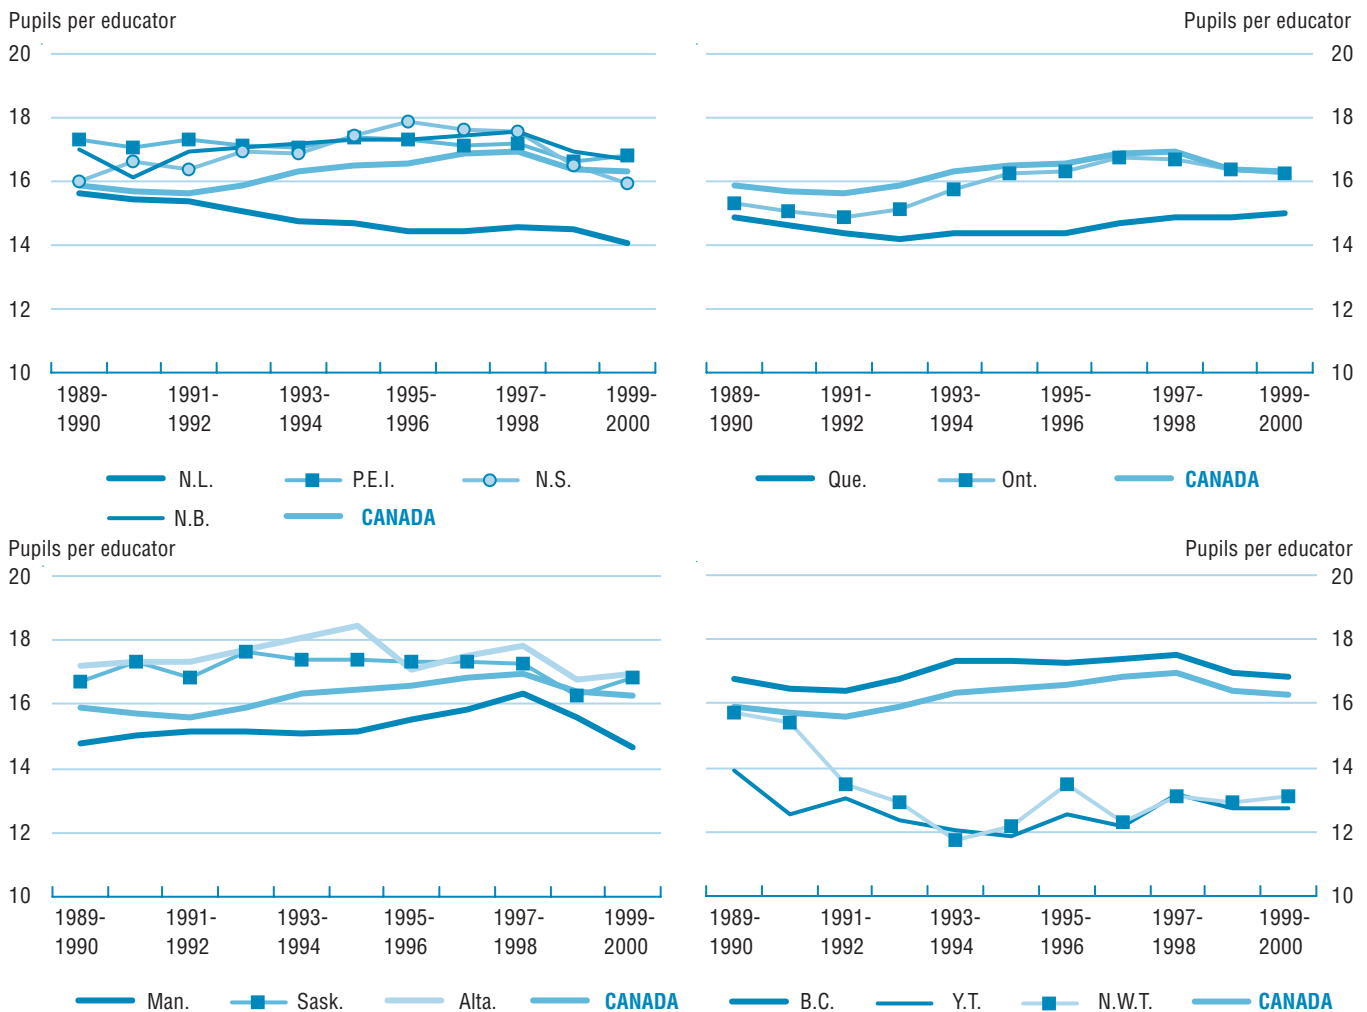 Pupils per educator
20
18
16
14
12
10
1989- 1991- 1993- 1995- 1997- 1999-
1990 1992 1994 1996 1998 2000
N.L. P.E.I. N.S.
N.B. CANADA
Pupils per educator
20
18
16
14
12
10
1989- 1991- 1993- 1995- 1997- 1999-
1990 1992 1994 1996 1998 2000
Que. Ont. CANADA
Pupils per educator
20
18
16
14
12
10
1989- 1991- 1993- 1995- 1997- 1999-
1990 1992 1994 1996 1998 2000
Man. Sask. Alta. CANADA
Pupils per educator
20
18
16
14
12
10
1989- 1991- 1993- 1995- 1997- 1999-
1990 1992 1994 1996 1998 2000
B.C. Y.T. N.W.T. CANADA